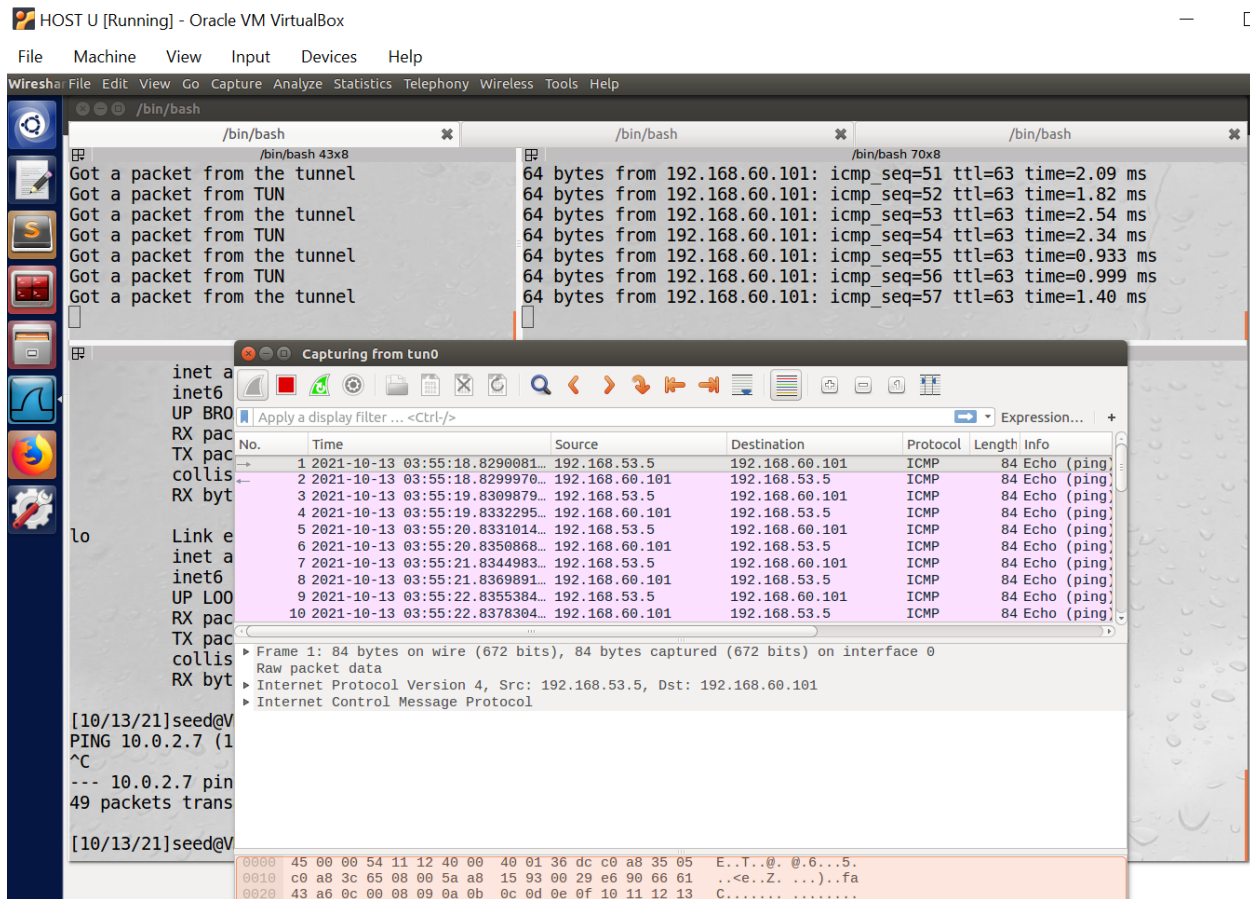 HOST U [Running] - Oracle VM VirtualBox
File Machine View Input Devices Help
Wireshar File Edit View Go Capture Analyze Statistics Telephony Wireless Tools Help
/bin/bash
/bin/bash /bin/bash /bin/bash
/bin/bash 43x8
Got a packet from the tunnel
Got a packet from TUN
Got a packet from the tunnel
Got a packet from TUN
Got a packet from the tunnel
Got a packet from TUN
Got a packet from the tunnel
/bin/bash 70x8
64 bytes from 192.168.60.101: icmp_seq=51 ttl=63 time=2.09 ms
64 bytes from 192.168.60.101: icmp_seq=52 ttl=63 time=1.82 ms
64 bytes from 192.168.60.101: icmp_seq=53 ttl=63 time=2.54 ms
64 bytes from 192.168.60.101: icmp_seq=54 ttl=63 time=2.34 ms
64 bytes from 192.168.60.101: icmp_seq=55 ttl=63 time=0.933 ms
64 bytes from 192.168.60.101: icmp_seq=56 ttl=63 time=0.999 ms
64 bytes from 192.168.60.101: icmp_seq=57 ttl=63 time=1.40 ms
inet a
inet6
UP BRO
RX pac
TX pac
collis
RX byt
lo Link e
inet a
inet6
UP LOO
RX pac
TX pac
collis
RX byt
[10/13/21]seed@V
PING 10.0.2.7 (1
^C
--- 10.0.2.7 pin
49 packets trans
[10/13/21]seed@V
Capturing from tun0
Apply a display filter … <Ctrl-/> Expression… +
No. Time Source Destination Protocol Length Info
1 2021-10-13 03:55:18.8290081… 192.168.53.5 192.168.60.101 ICMP 84 Echo (ping)
2 2021-10-13 03:55:18.8299970… 192.168.60.101 192.168.53.5 ICMP 84 Echo (ping)
3 2021-10-13 03:55:19.8309879… 192.168.53.5 192.168.60.101 ICMP 84 Echo (ping)
4 2021-10-13 03:55:19.8332295… 192.168.60.101 192.168.53.5 ICMP 84 Echo (ping)
5 2021-10-13 03:55:20.8331014… 192.168.53.5 192.168.60.101 ICMP 84 Echo (ping)
6 2021-10-13 03:55:20.8350868… 192.168.60.101 192.168.53.5 ICMP 84 Echo (ping)
7 2021-10-13 03:55:21.8344983… 192.168.53.5 192.168.60.101 ICMP 84 Echo (ping)
8 2021-10-13 03:55:21.8369891… 192.168.60.101 192.168.53.5 ICMP 84 Echo (ping)
9 2021-10-13 03:55:22.8355384… 192.168.53.5 192.168.60.101 ICMP 84 Echo (ping)
10 2021-10-13 03:55:22.8378304… 192.168.60.101 192.168.53.5 ICMP 84 Echo (ping)
Frame 1: 84 bytes on wire (672 bits), 84 bytes captured (672 bits) on interface 0
Raw packet data
Internet Protocol Version 4, Src: 192.168.53.5, Dst: 192.168.60.101
Internet Control Message Protocol
0000 45 00 00 54 11 12 40 00 40 01 36 dc c0 a8 35 05 E..T..@. @.6...5.
0010 c0 a8 3c 65 08 00 5a a8 15 93 00 29 e6 90 66 61 ..<e..Z. ...)..fa
0020 43 a6 0c 00 08 09 0a 0b 0c 0d 0e 0f 10 11 12 13 C....... ........